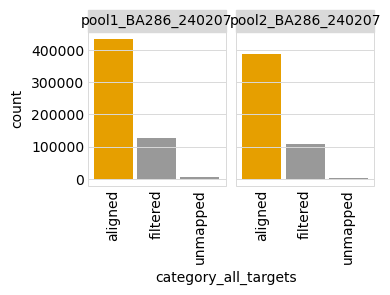 pool1_BA286_240207 pool2_BA286_240207
count
400000
300000
200000
100000
0
aligned filtered unmapped aligned filtered unmapped
category_all_targets